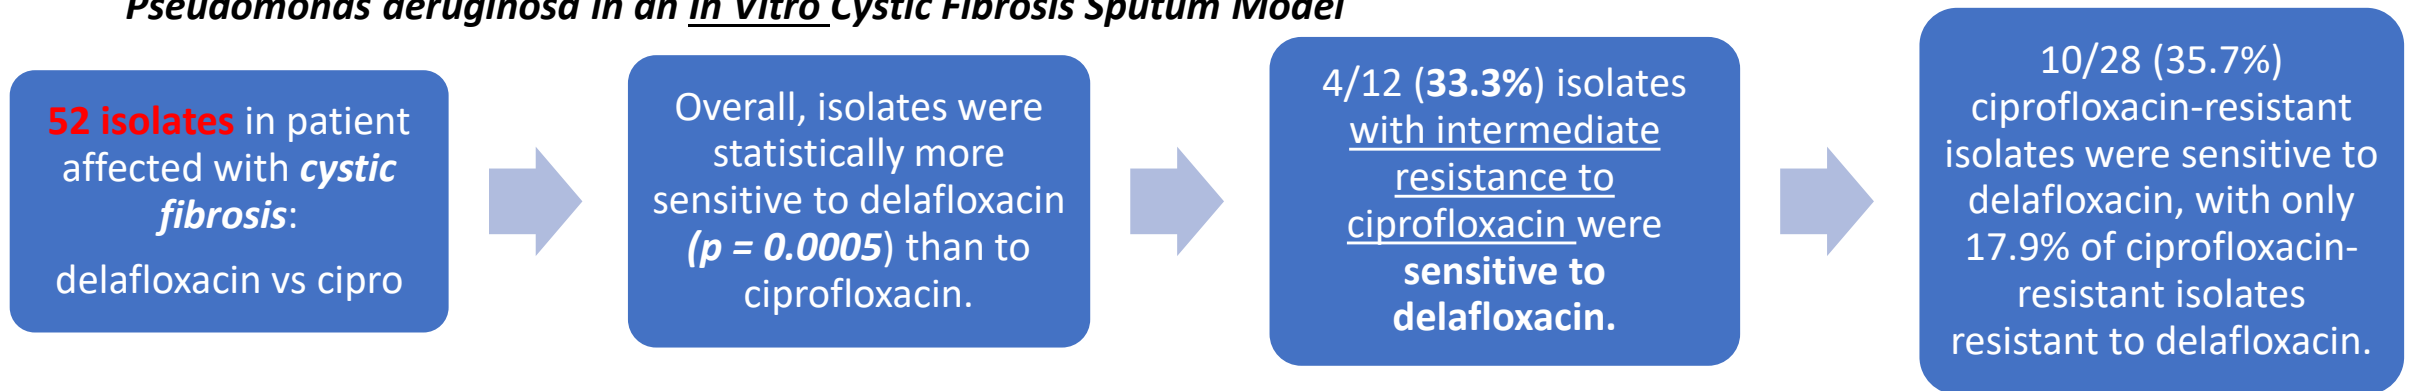 Pseudomonas aeruginosa in an In Vitro Cystic Fibrosis Sputum Model
52 isolates in patient
affected with cystic
fibrosis:
delafloxacin vs cipro
Overall, isolates were
statistically more
sensitive to delafloxacin
(p = 0.0005) than to
ciprofloxacin.
4/12 (33.3%) isolates
with intermediate
resistance to
ciprofloxacin were
sensitive to
delafloxacin.
10/28 (35.7%)
ciprofloxacin-resistant
isolates were sensitive to
delafloxacin, with only
17.9% of ciprofloxacin-
resistant isolates
resistant to delafloxacin.